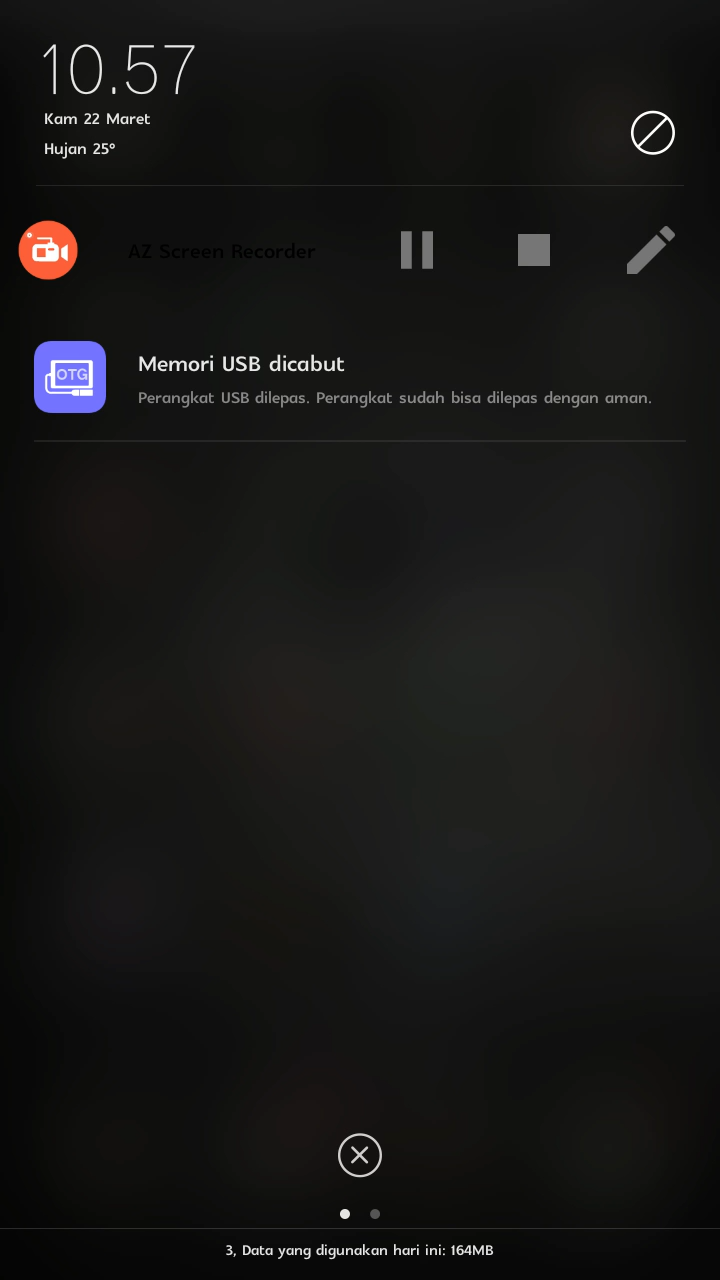 10.57
Kam 22 Maret
Hujan 25°
AZ Screen Recorder
OTG
Memori USB dicabut
Perangkat USB dilepas. Perangkat sudah bisa dilepas dengan aman.
3, Data yang digunakan hari ini: 164MB